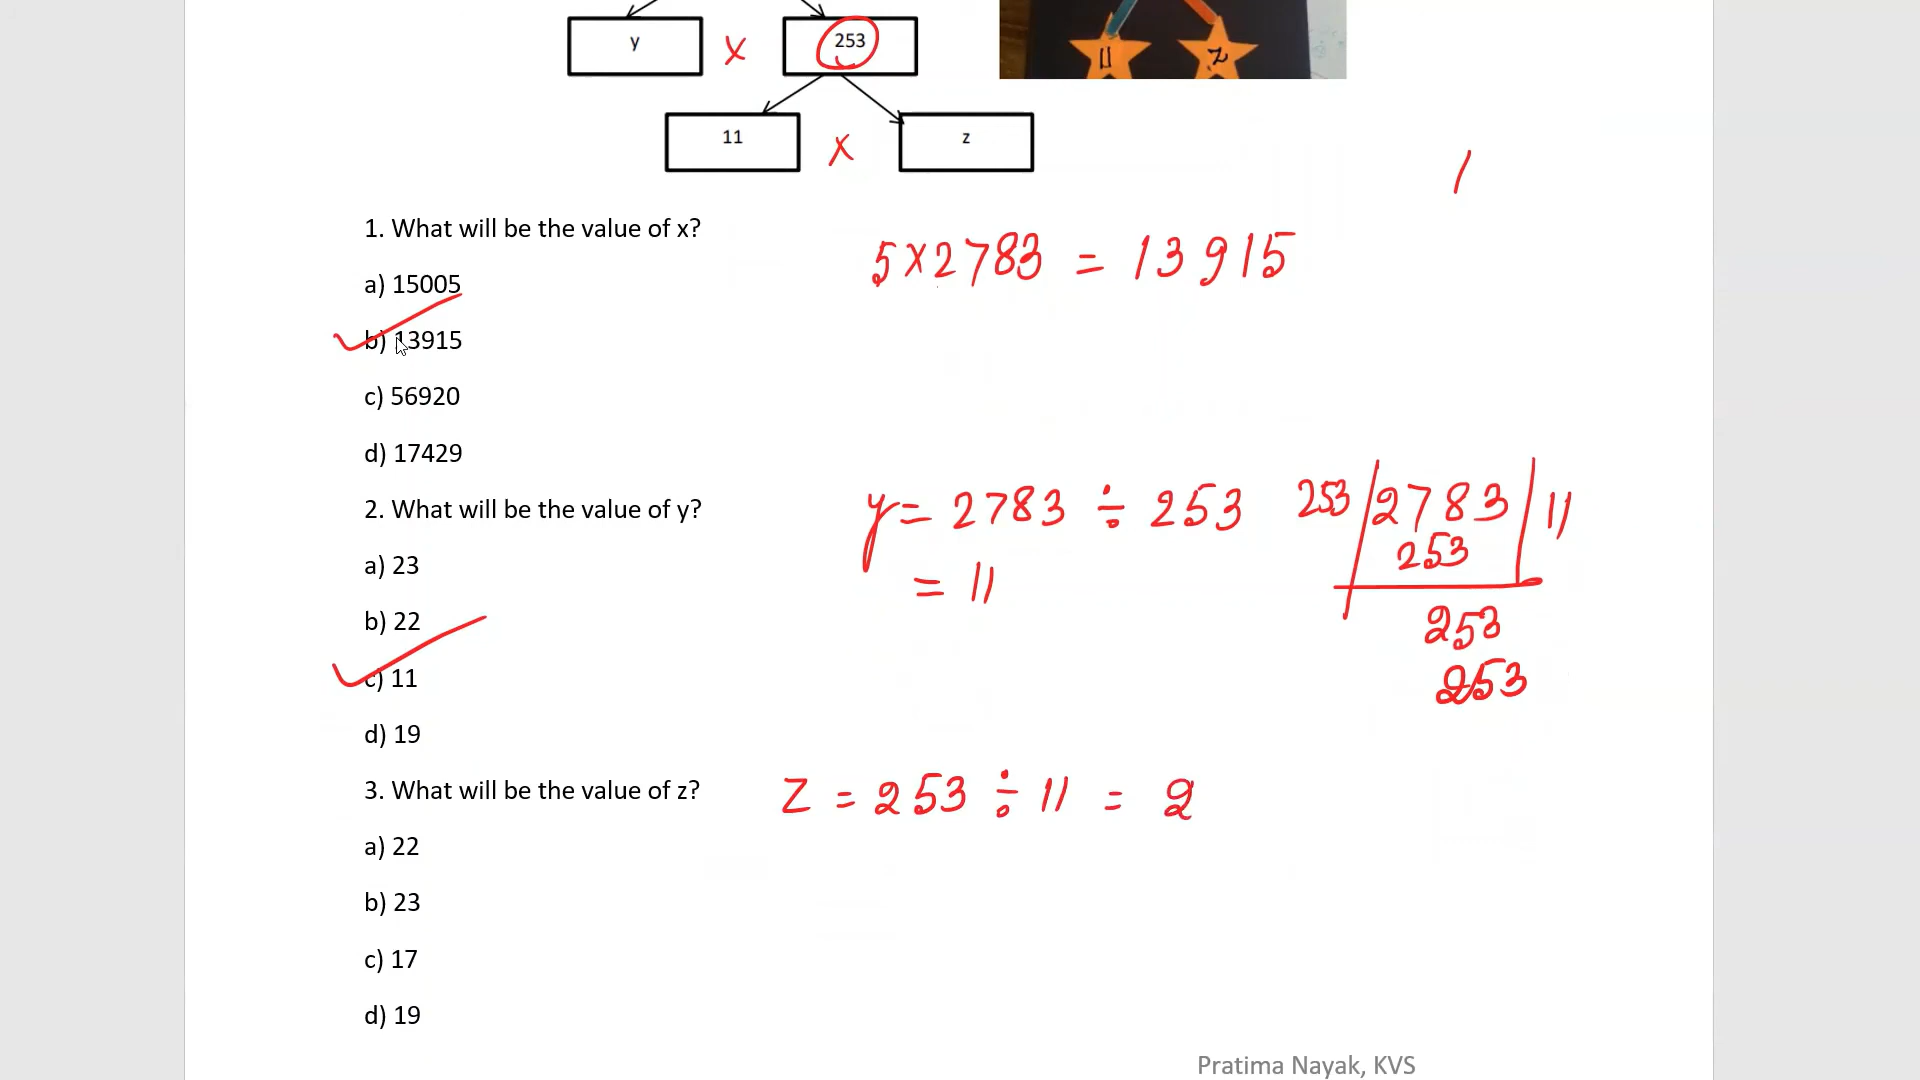 y x 253
11 z
11 x z
1. What will be the value of x?
5 x 2783 = 13915
a) 15005
b) 13915
c) 56920
d) 17429
2. What will be the value of y?
y = 2783 ÷ 253
253 2783 11
253
= 11
253
253
a) 23
b) 22
c) 11
d) 19
3. What will be the value of z?
z = 253 ÷ 11 = 2
a) 22
b) 23
c) 17
d) 19
Pratima Nayak, KVS